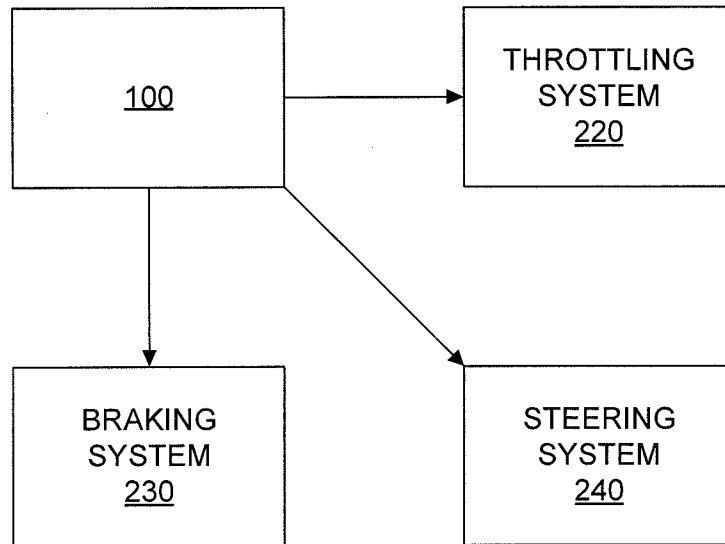 100
THROTTLING
SYSTEM
220
BRAKING
SYSTEM
230
STEERING
SYSTEM
240